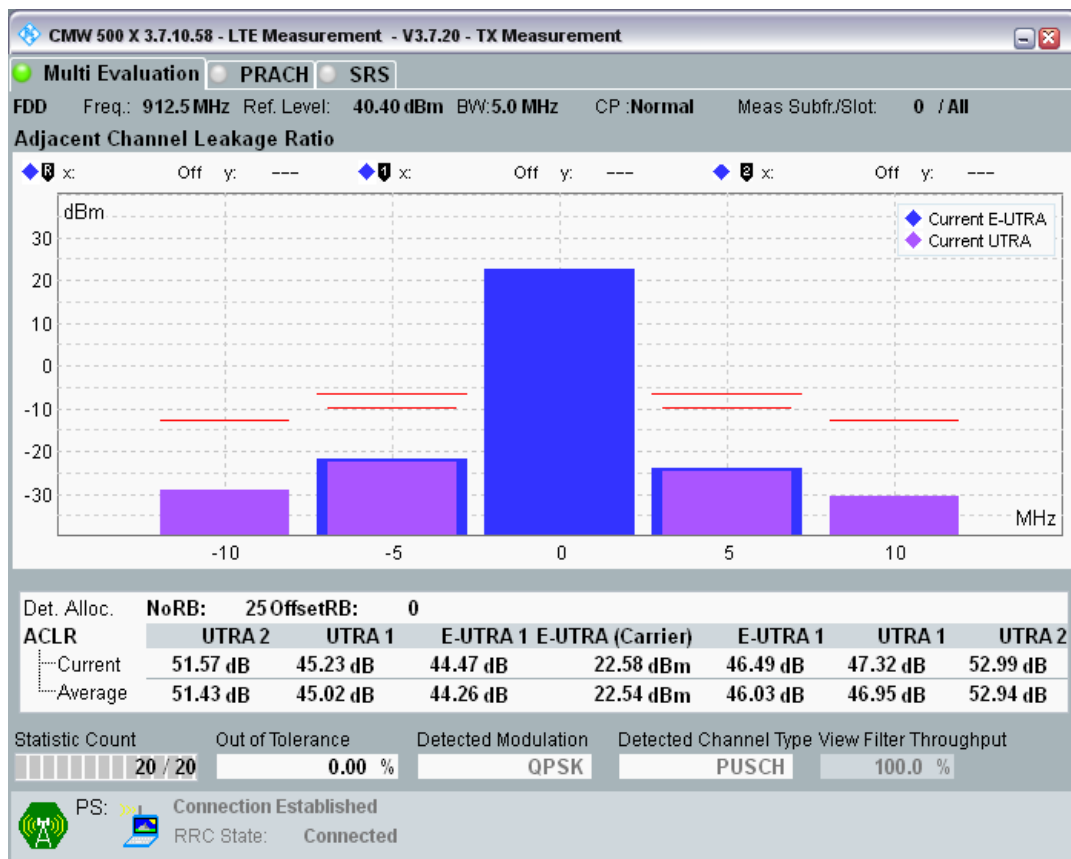 CMW 500 X 3.7.10.58 - LTE Measurement - V3.7.20 - TX Measurement
Multi Evaluation PRACH SRS
FDD Freq.: 912.5 MHz Ref. Level: 40.40 dBm BW:5.0 MHz CP :Normal Meas Subfr./Slot: 0 / All
Adjacent Channel Leakage Ratio
R x: Off y: --- 1 x: Off y: --- 2 x: Off y: ---
dBm
Current E-UTRA
Current UTRA
30
20
10
0
-10
-20
-30
MHz
-10 -5 0 5 10
Det. Alloc. NoRB: 25 OffsetRB: 0
ACLR UTRA 2 UTRA 1 E-UTRA 1 E-UTRA (Carrier) E-UTRA 1 UTRA 1 UTRA 2
Current 51.57 dB 45.23 dB 44.47 dB 22.58 dBm 46.49 dB 47.32 dB 52.99 dB
Average 51.43 dB 45.02 dB 44.26 dB 22.54 dBm 46.03 dB 46.95 dB 52.94 dB
Statistic Count Out of Tolerance Detected Modulation Detected Channel Type View Filter Throughput
20 / 20 0.00 % QPSK PUSCH 100.0 %
PS: Connection Established
RRC State: Connected